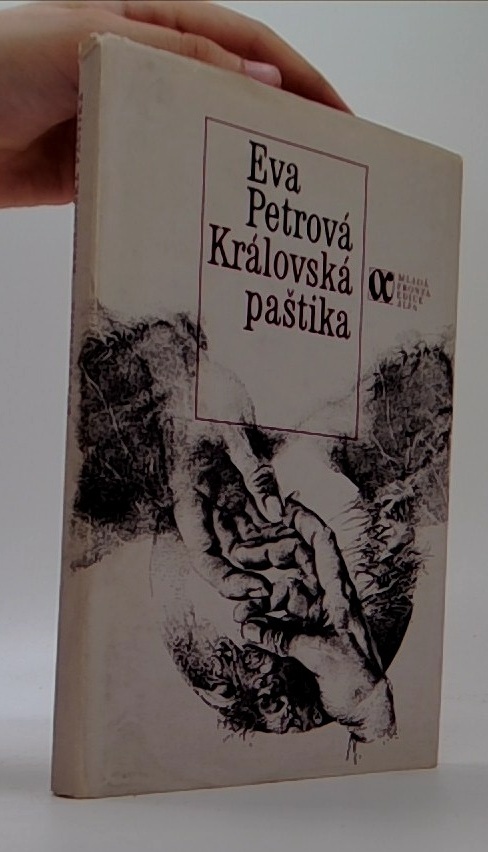 Eva
Petrová
Královská
paštika
α
MLADÁ
FRONTA
EDICE
ALFA